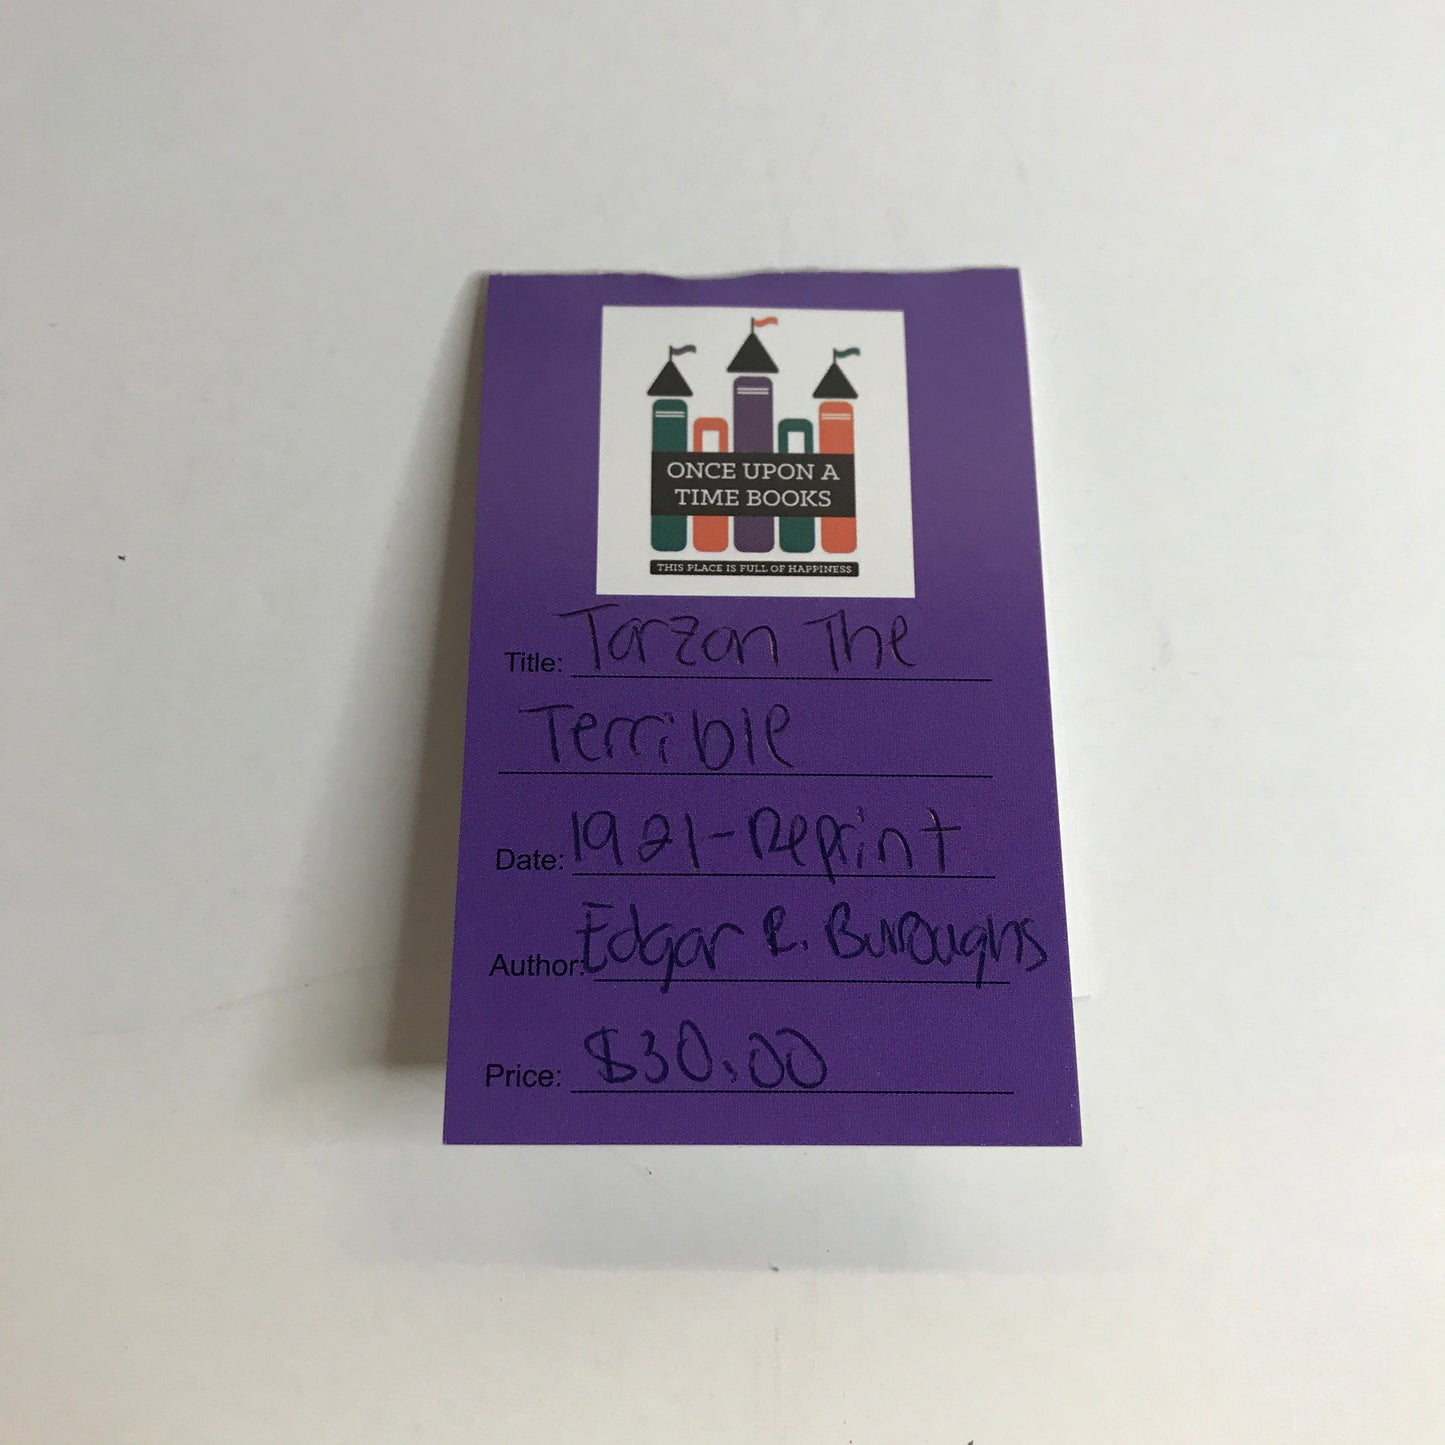 ONCE UPON A
TIME BOOKS
THIS PLACE IS FULL OF HAPPINESS
Title: Tarzan The
Terrible
Date: 1921-Reprint
Author: Edgar R. Burroughs
Price: $30.00